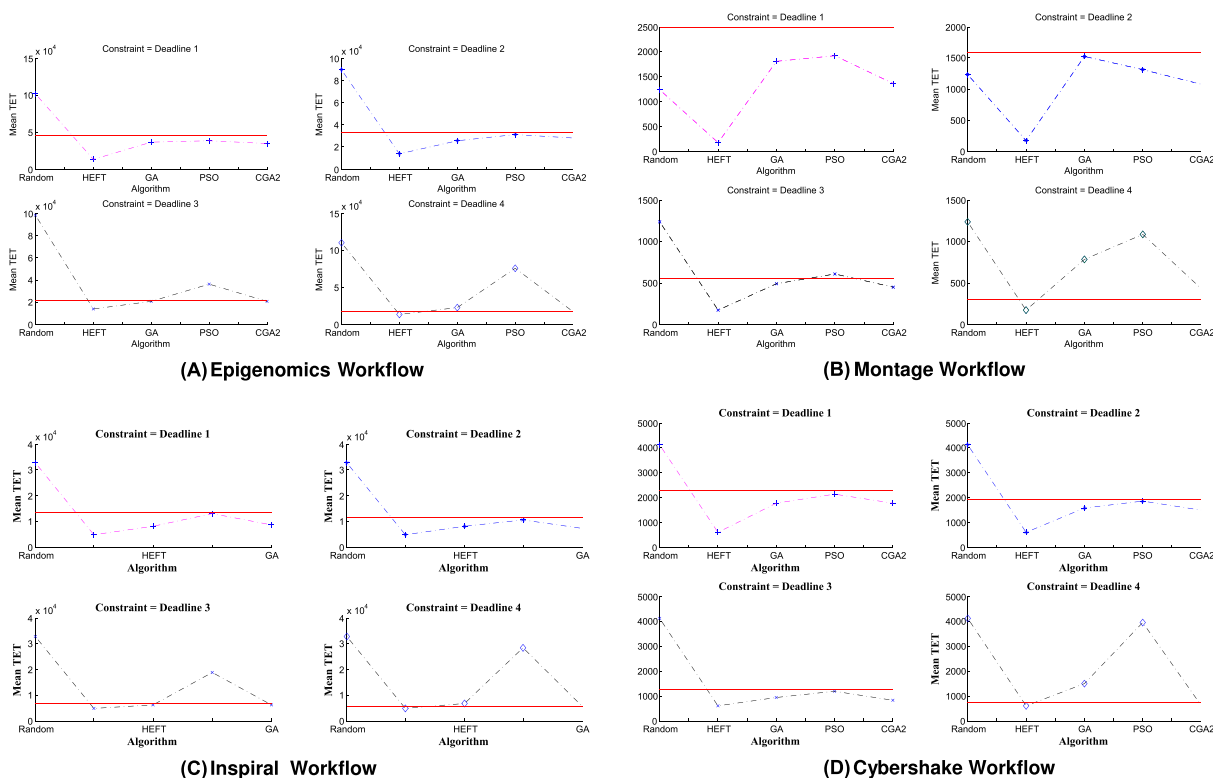 Constraint = Deadline 1
x 10^4
15
10
5
0
Mean TET
Random HEFT GA PSO CGA2
Algorithm
Constraint = Deadline 2
x 10^4
10
8
6
4
2
0
Mean TET
Random HEFT GA PSO CGA2
Algorithm
Constraint = Deadline 3
x 10^4
10
8
6
4
2
0
Mean TET
Random HEFT GA PSO CGA2
Algorithm
Constraint = Deadline 4
x 10^4
15
10
5
0
Mean TET
Random HEFT GA PSO CGA2
Algorithm
(A) Epigenomics Workflow
Constraint = Deadline 1
2500
2000
1500
1000
500
0
Mean TET
Random HEFT GA PSO CGA2
Algorithm
Constraint = Deadline 2
2000
1500
1000
500
0
Mean TET
Random HEFT GA PSO CGA2
Algorithm
Constraint = Deadline 3
1500
1000
500
0
Mean TET
Random HEFT GA PSO CGA2
Algorithm
Constraint = Deadline 4
1500
1000
500
0
Mean TET
Random HEFT GA PSO CGA2
Algorithm
(B) Montage Workflow
Constraint = Deadline 1
x 10^4
4
3
2
1
0
Mean TET
Random HEFT GA
Algorithm
Constraint = Deadline 2
x 10^4
4
3
2
1
0
Mean TET
Random HEFT GA
Algorithm
Constraint = Deadline 3
x 10^4
4
3
2
1
0
Mean TET
Random HEFT GA
Algorithm
Constraint = Deadline 4
x 10^4
4
3
2
1
0
Mean TET
Random HEFT GA
Algorithm
(C) Inspiral Workflow
Constraint = Deadline 1
5000
4000
3000
2000
1000
0
Mean TET
Random HEFT GA PSO CGA2
Algorithm
Constraint = Deadline 2
5000
4000
3000
2000
1000
0
Mean TET
Random HEFT GA PSO CGA2
Algorithm
Constraint = Deadline 3
5000
4000
3000
2000
1000
0
Mean TET
Random HEFT GA PSO CGA2
Algorithm
Constraint = Deadline 4
5000
4000
3000
2000
1000
0
Mean TET
Random HEFT GA PSO CGA2
Algorithm
(D) Cybershake Workflow